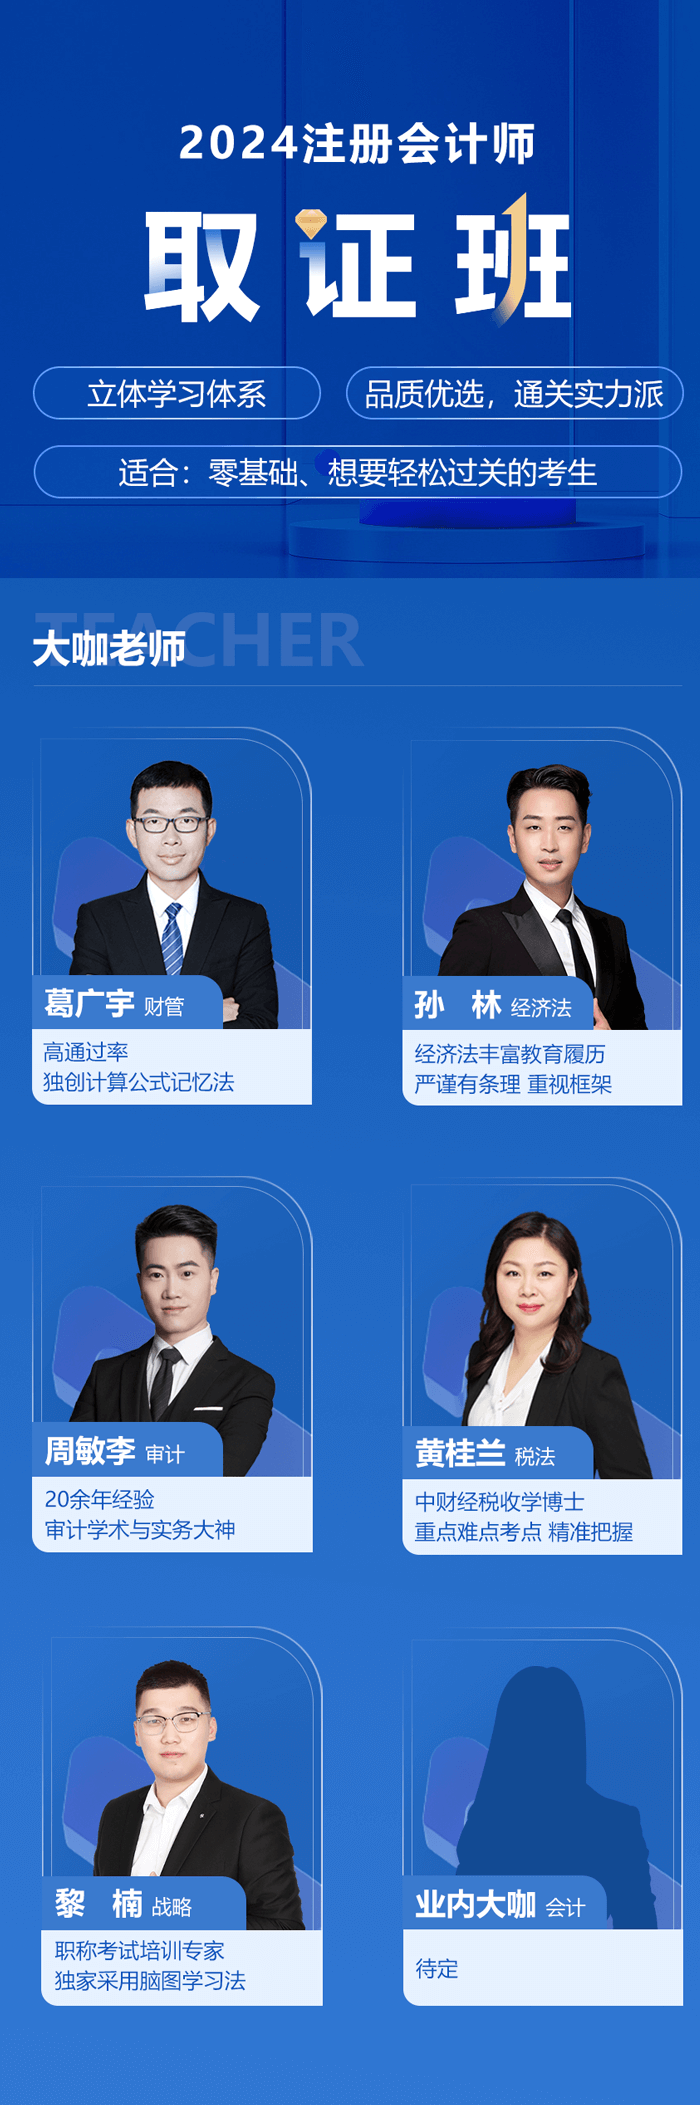 2024注册会计师
取证班
立体学习体系
品质优选，通关实力派
适合：零基础、想要轻松过关的考生
TEACHER
大咖老师
葛广宇 财管
高通过率
独创计算公式记忆法
孙 林 经济法
经济法丰富教育履历
严谨有条理 重视框架
周敏李 审计
20余年经验
审计学术与实务大神
黄桂兰 税法
中财经税收学博士
重点难点考点 精准把握
黎 楠 战略
职称考试培训专家
独家采用脑图学习法
业内大咖 会计
待定